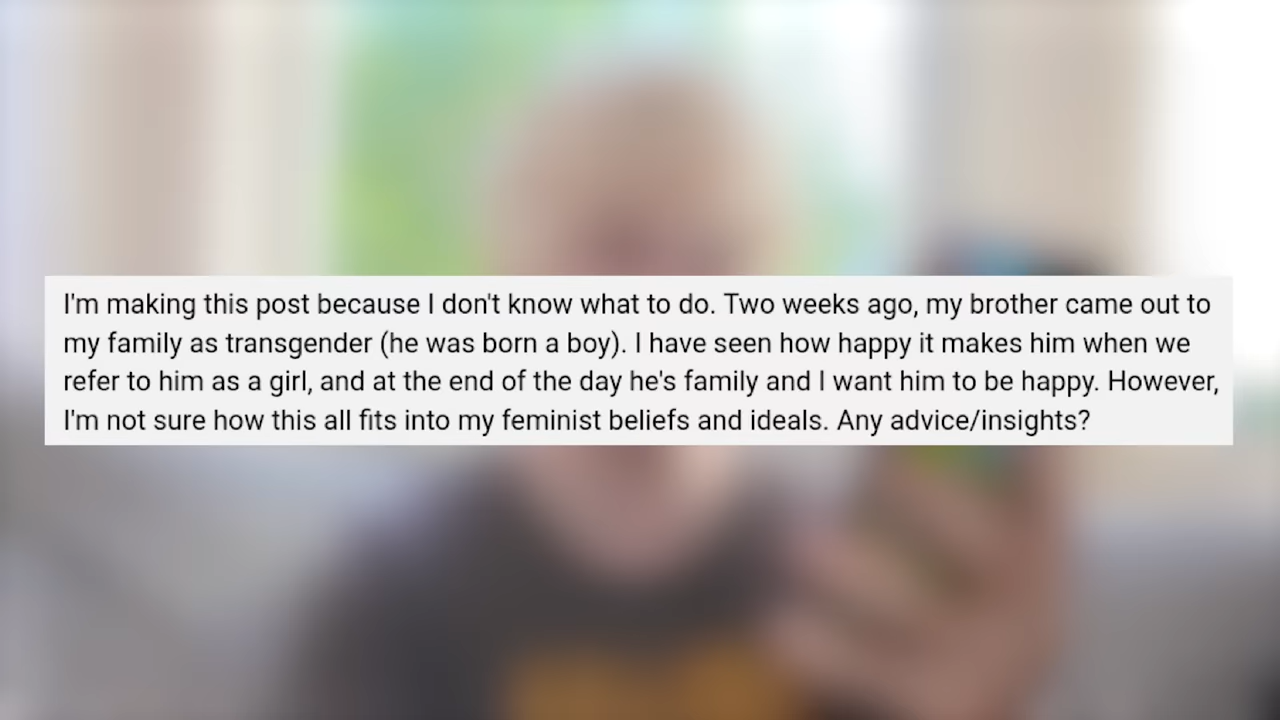 I'm making this post because I don't know what to do. Two weeks ago, my brother came out to
my family as transgender (he was born a boy). I have seen how happy it makes him when we
refer to him as a girl, and at the end of the day he's family and I want him to be happy. However,
I'm not sure how this all fits into my feminist beliefs and ideals. Any advice/insights?